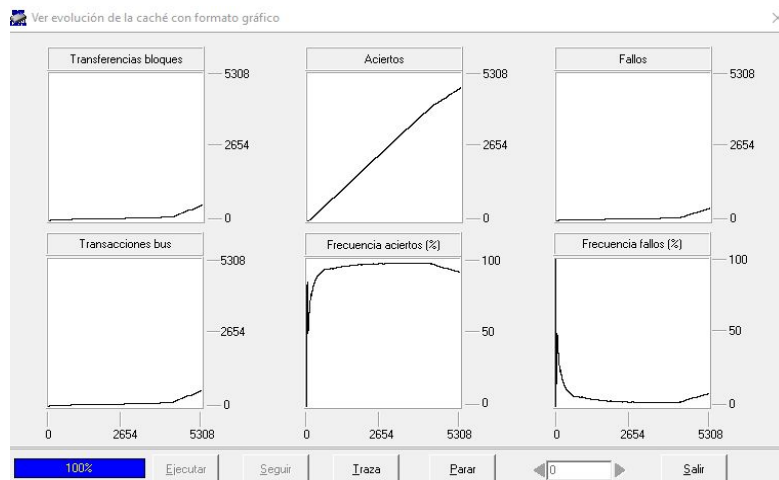 Ver evolución de la caché con formato gráfico
Transferencias bloques
5308
2654
0
Aciertos
5308
2654
0
Fallos
5308
2654
0
Transacciones bus
5308
2654
0
0 2654 5308
Frecuencia aciertos (%)
100
50
0
0 2654 5308
Frecuencia fallos (%)
100
50
0
0 2654 5308
100% Ejecutar Seguir Traza Parar 0 Salir